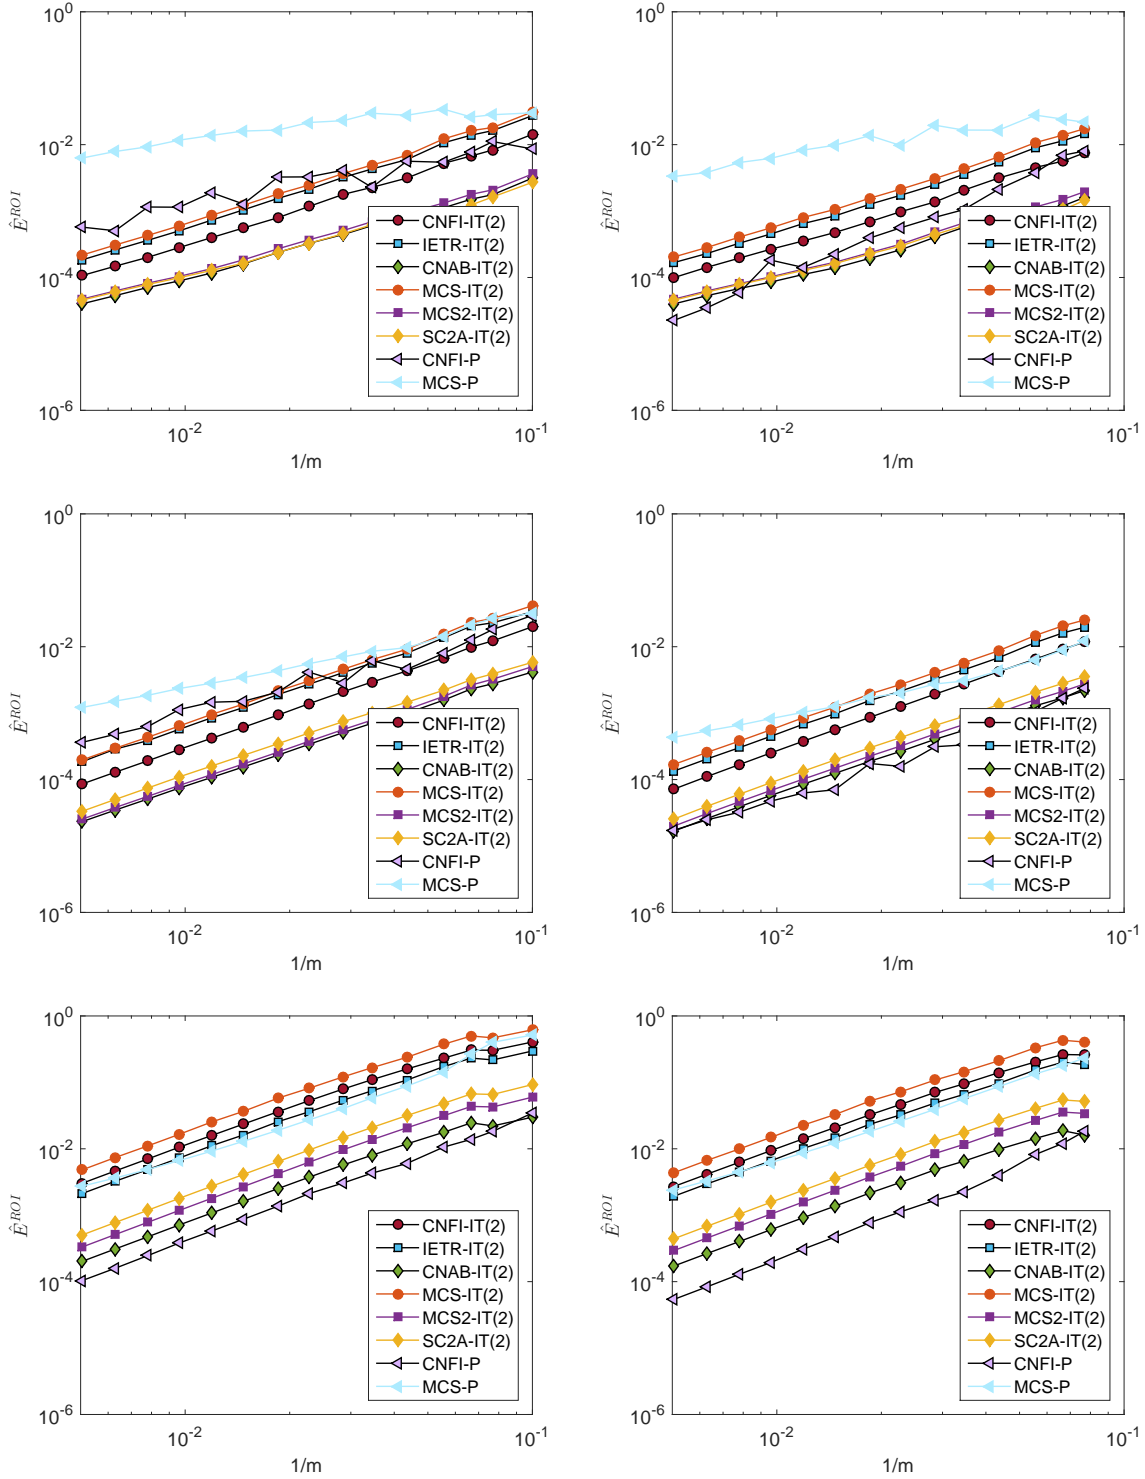 10^0
10^-2
10^-4
10^-6
Ê^ROI
10^-2
10^-1
1/m
CNFI-IT(2)
IETR-IT(2)
CNAB-IT(2)
MCS-IT(2)
MCS2-IT(2)
SC2A-IT(2)
CNFI-P
MCS-P
10^0
10^-2
10^-4
10^-6
Ê^ROI
10^-2
10^-1
1/m
CNFI-IT(2)
IETR-IT(2)
CNAB-IT(2)
MCS-IT(2)
MCS2-IT(2)
SC2A-IT(2)
CNFI-P
MCS-P
10^0
10^-2
10^-4
10^-6
Ê^ROI
10^-2
10^-1
1/m
CNFI-IT(2)
IETR-IT(2)
CNAB-IT(2)
MCS-IT(2)
MCS2-IT(2)
SC2A-IT(2)
CNFI-P
MCS-P
10^0
10^-2
10^-4
10^-6
Ê^ROI
10^-2
10^-1
1/m
CNFI-IT(2)
IETR-IT(2)
CNAB-IT(2)
MCS-IT(2)
MCS2-IT(2)
SC2A-IT(2)
CNFI-P
MCS-P
10^0
10^-2
10^-4
10^-6
Ê^ROI
10^-2
10^-1
1/m
CNFI-IT(2)
IETR-IT(2)
CNAB-IT(2)
MCS-IT(2)
MCS2-IT(2)
SC2A-IT(2)
CNFI-P
MCS-P
10^0
10^-2
10^-4
10^-6
Ê^ROI
10^-2
10^-1
1/m
CNFI-IT(2)
IETR-IT(2)
CNAB-IT(2)
MCS-IT(2)
MCS2-IT(2)
SC2A-IT(2)
CNFI-P
MCS-P